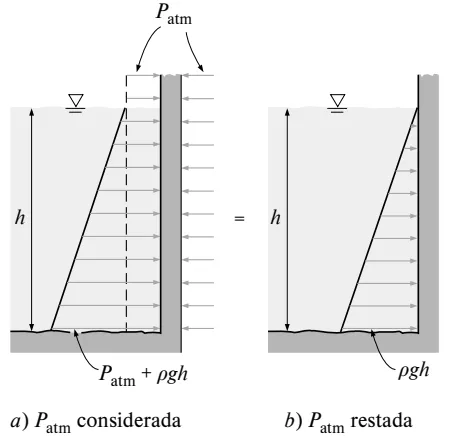 P_atm
h
=
h
P_atm + ρgh
ρgh
a) P_atm considerada
b) P_atm restada